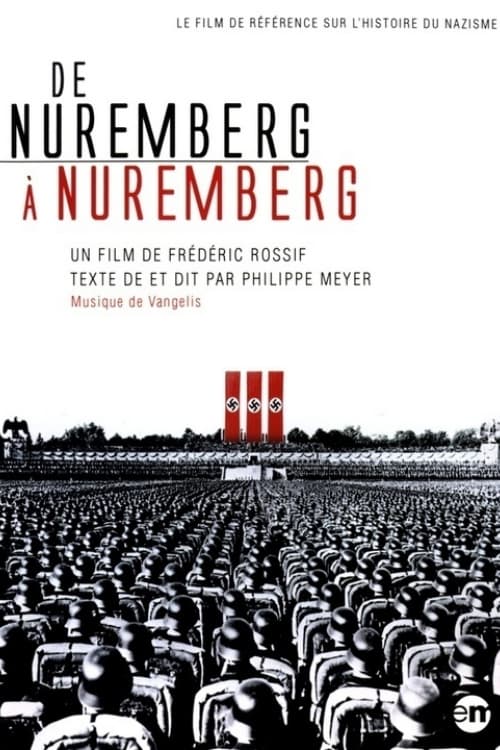 LE FILM DE RÉFÉRENCE SUR L'HISTOIRE DU NAZISME
DE
NUREMBERG
À NUREMBERG
UN FILM DE FRÉDÉRIC ROSSIF
TEXTE DE ET DIT PAR PHILIPPE MEYER
Musique de Vangelis
em